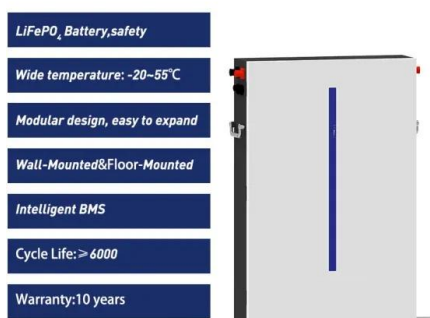 LiFePO₄ Battery,safety
Wide temperature: -20~55℃
Modular design, easy to expand
Wall-Mounted&Floor-Mounted
Intelligent BMS
Cycle Life:≥6000
Warranty:10 years